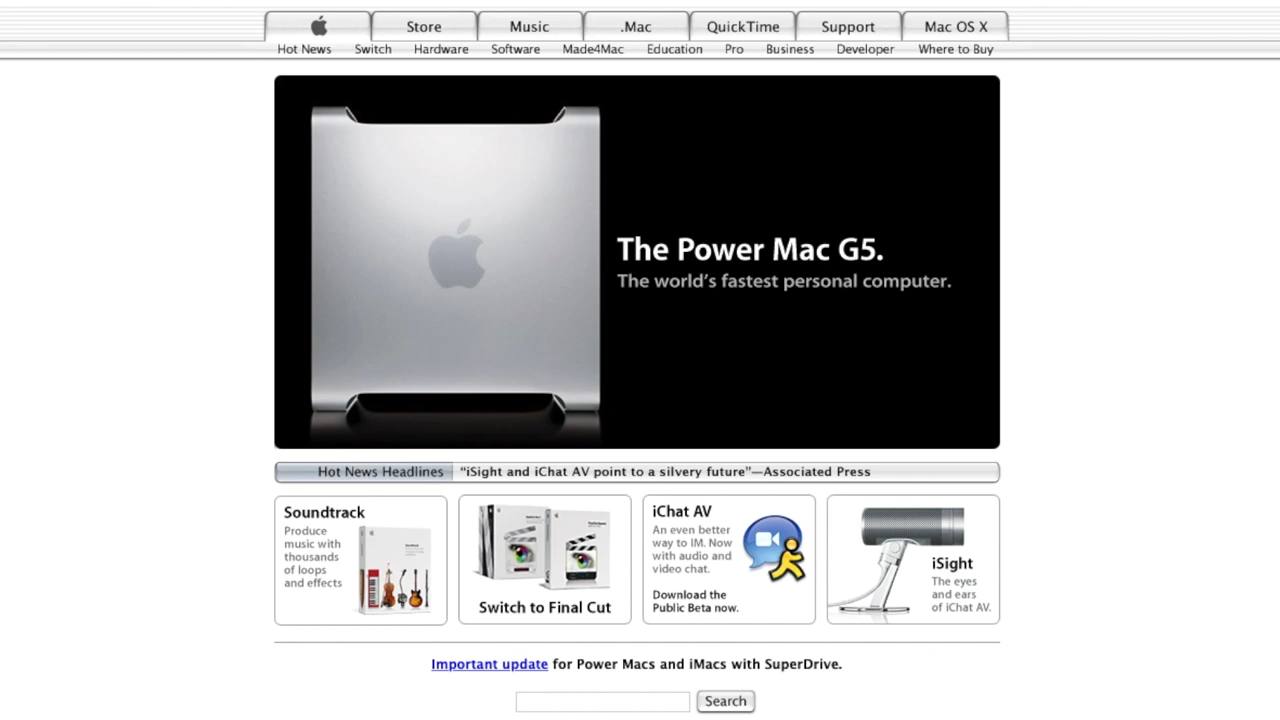 Store Music .Mac QuickTime Support Mac OS X
Hot News Switch Hardware Software Made4Mac Education Pro Business Developer Where to Buy
The Power Mac G5.
The world's fastest personal computer.
Hot News Headlines "iSight and iChat AV point to a silvery future"—Associated Press
Soundtrack
Produce
music with
thousands
of loops
and effects
Switch to Final Cut
iChat AV
An even better
way to IM. Now
with audio and
video chat.
Download the
Public Beta now.
iSight
The eyes
and ears
of iChat AV.
Important update for Power Macs and iMacs with SuperDrive.
Search